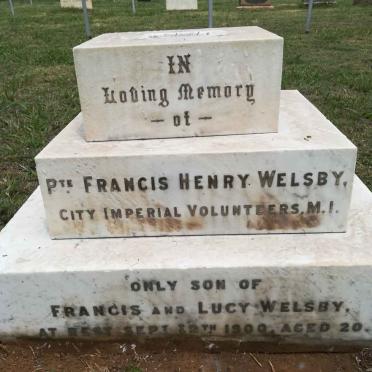 IN
Loving Memory
— of —
PTE FRANCIS HENRY WELSBY,
CITY IMPERIAL VOLUNTEERS, M.I.
ONLY SON OF
FRANCIS AND LUCY WELSBY,
AT REST SEPT 1900, AGED 20.